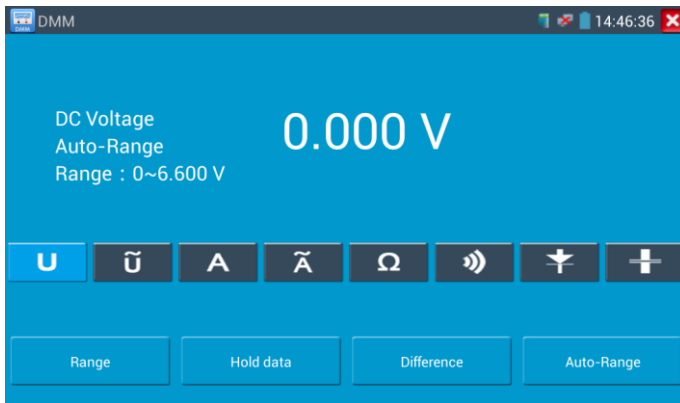 DMM
14:46:36
DC Voltage
0.000 V
Auto-Range
Range : 0~6.600 V
U Ũ A Ã Ω
Range Hold data Difference Auto-Range